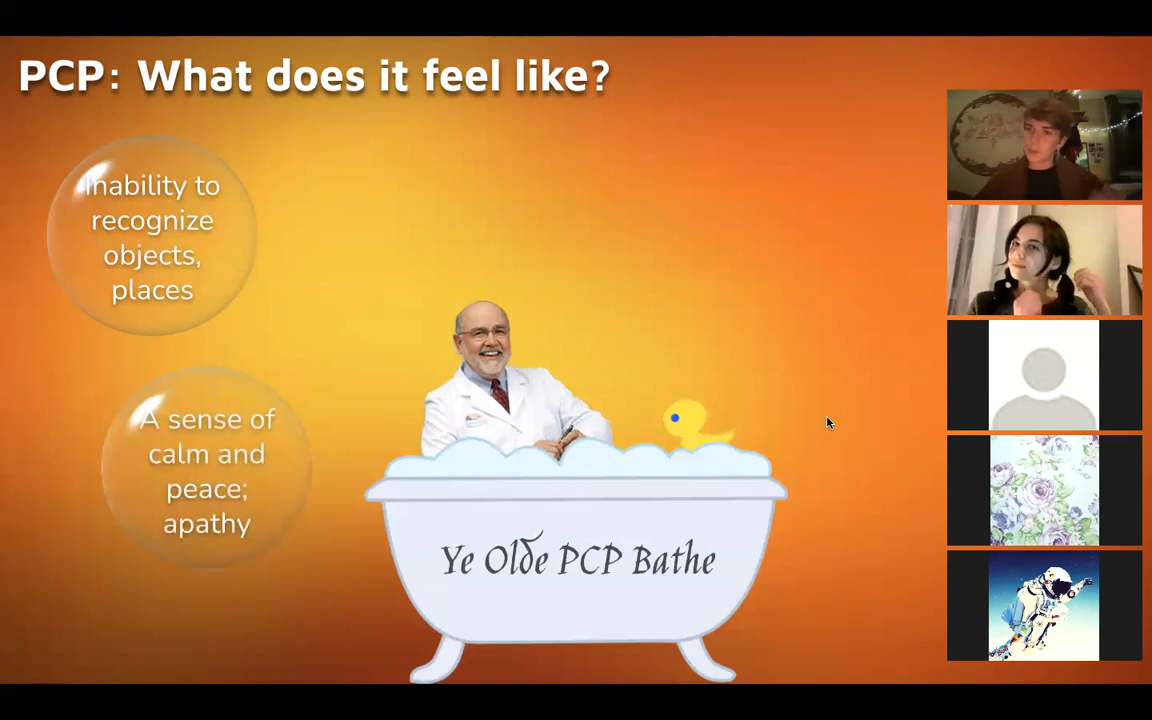 PCP: What does it feel like?
Inability to
recognize
objects,
places
A sense of
calm and
peace;
apathy
Ye Olde PCP Bathe